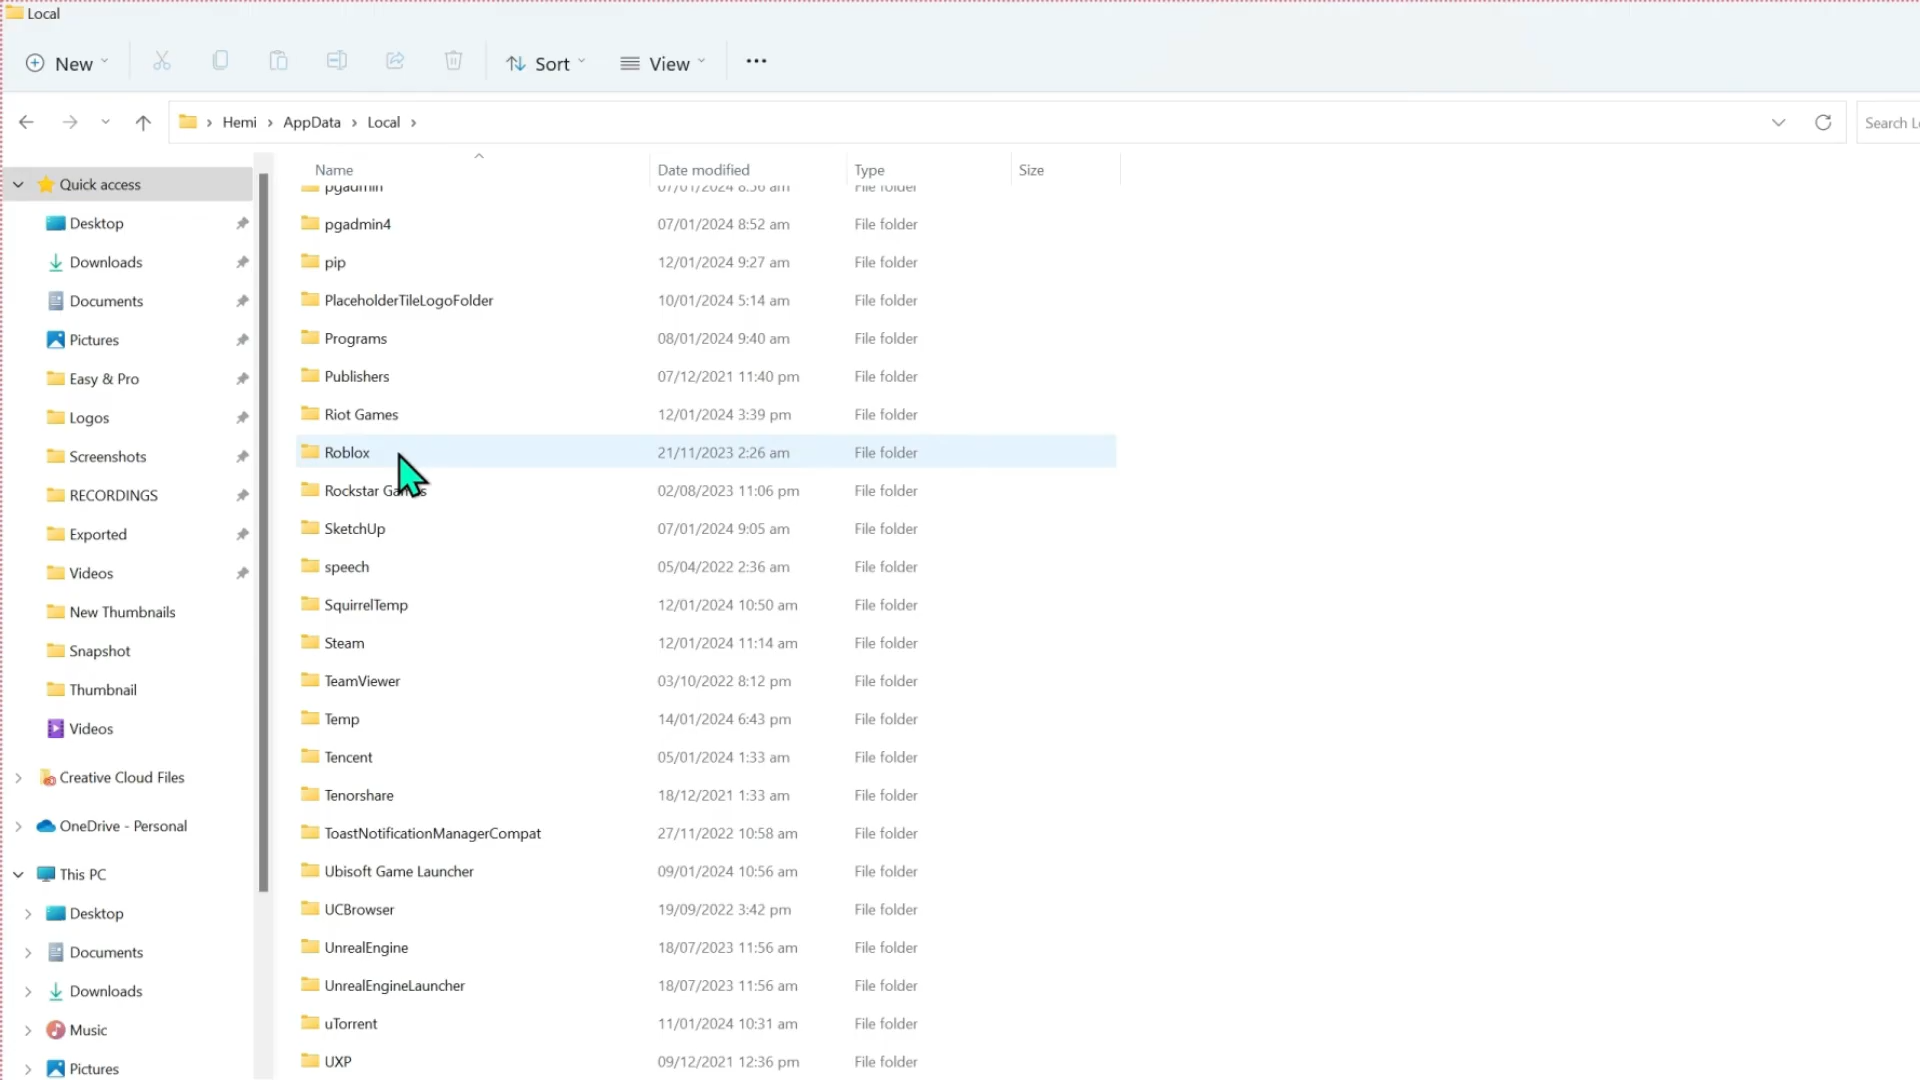 Local
New
Sort
View
Hemi
AppData
Local
Search
Name
Date modified
Type
Size
Quick access
Desktop
Downloads
Documents
Pictures
Easy & Pro
Logos
Screenshots
RECORDINGS
Exported
Videos
New Thumbnails
Snapshot
Thumbnail
Videos
Creative Cloud Files
OneDrive - Personal
This PC
Desktop
Documents
Downloads
Music
Pictures
pgadmin 07/01/2024 8:56 am File folder
pgadmin4 07/01/2024 8:52 am File folder
pip 12/01/2024 9:27 am File folder
PlaceholderTileLogoFolder 10/01/2024 5:14 am File folder
Programs 08/01/2024 9:40 am File folder
Publishers 07/12/2021 11:40 pm File folder
Riot Games 12/01/2024 3:39 pm File folder
Roblox 21/11/2023 2:26 am File folder
Rockstar 02/08/2023 11:06 pm File folder
SketchUp 07/01/2024 9:05 am File folder
speech 05/04/2022 2:36 am File folder
SquirrelTemp 12/01/2024 10:50 am File folder
Steam 12/01/2024 11:14 am File folder
TeamViewer 03/10/2022 8:12 pm File folder
Temp 14/01/2024 6:43 pm File folder
Tencent 05/01/2024 1:33 am File folder
Tenorshare 18/12/2021 1:33 am File folder
ToastNotificationManagerCompat 27/11/2022 10:58 am File folder
Ubisoft Game Launcher 09/01/2024 10:56 am File folder
UCBrowser 19/09/2022 3:42 pm File folder
UnrealEngine 18/07/2023 11:56 am File folder
UnrealEngineLauncher 18/07/2023 11:56 am File folder
uTorrent 11/01/2024 10:31 am File folder
UXP 09/12/2021 12:36 pm File folder